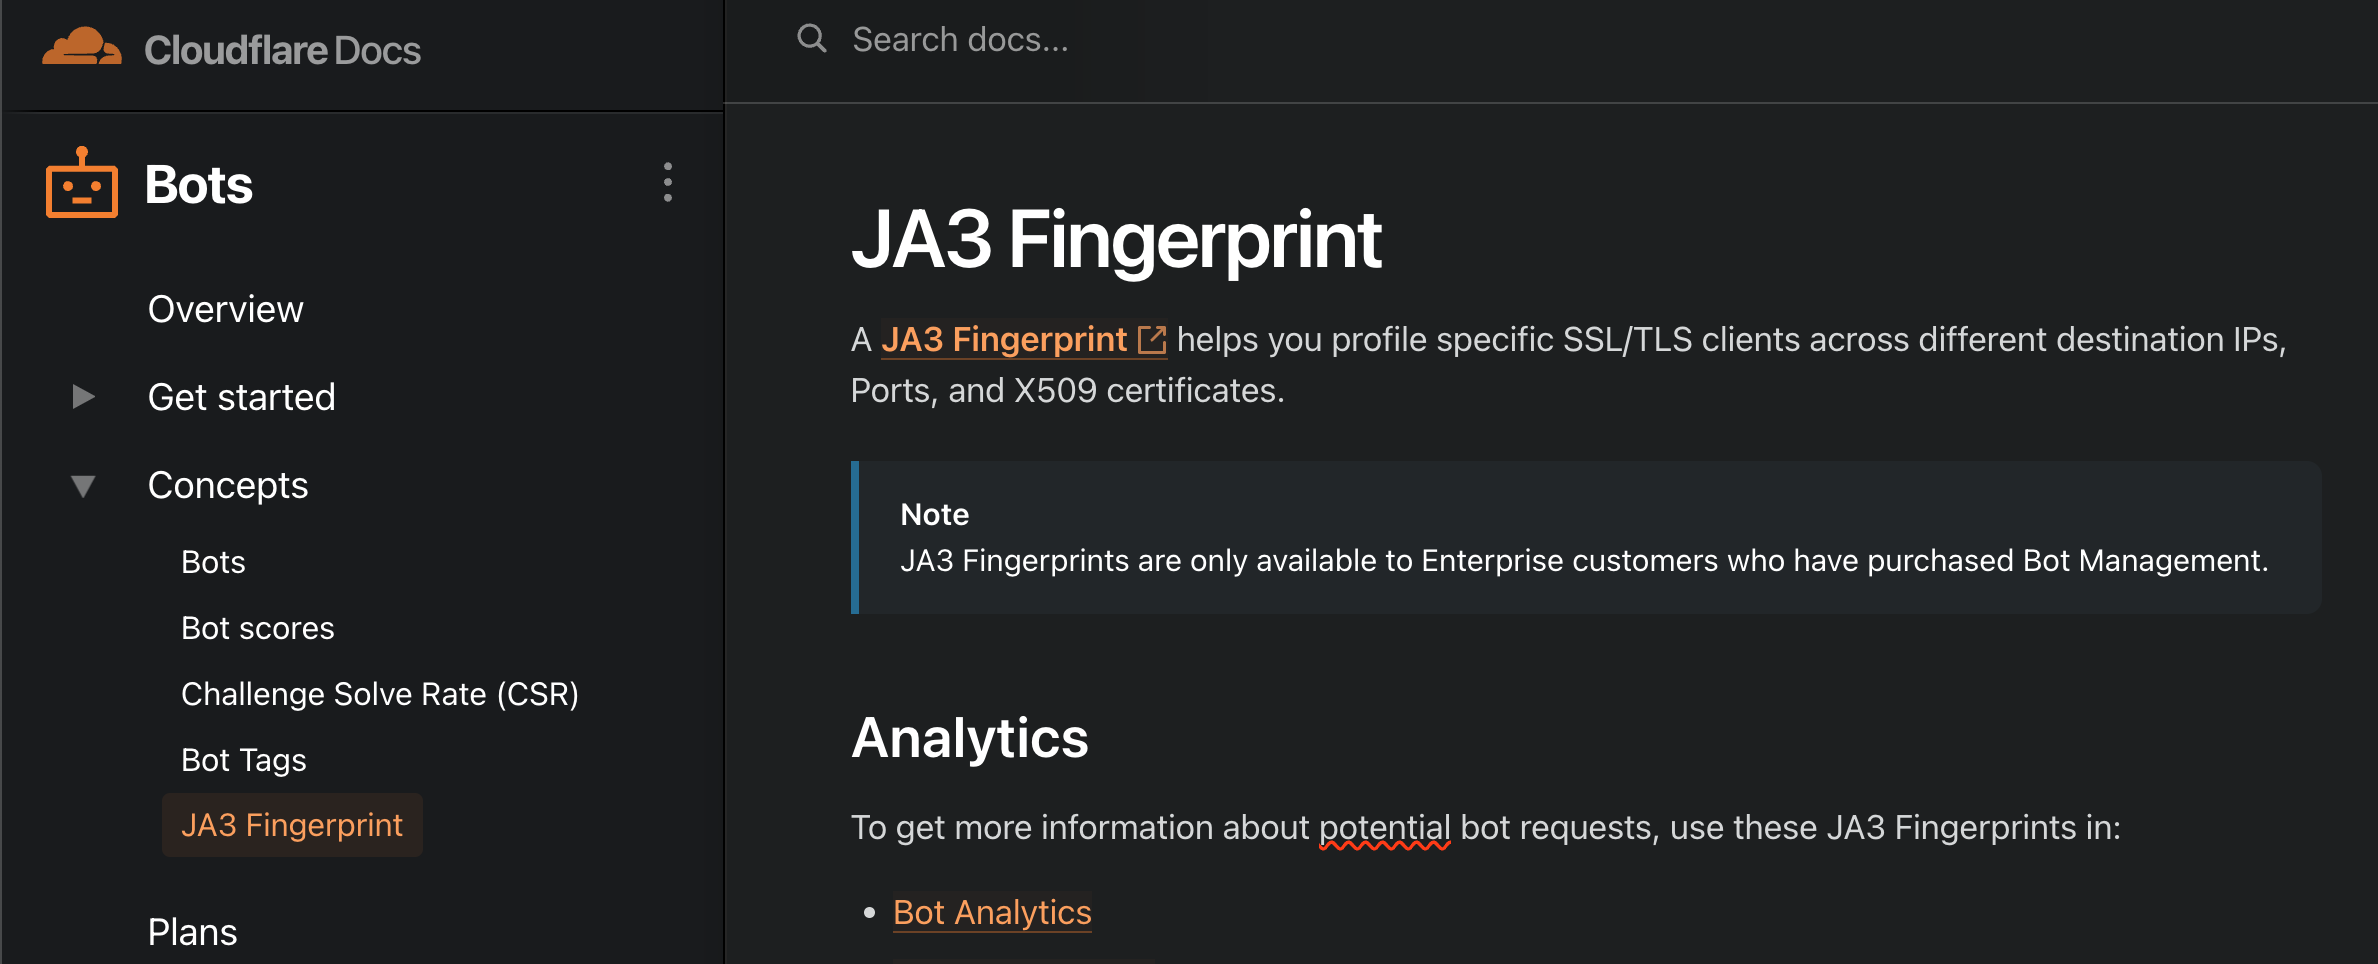 Cloudflare Docs
Bots
Overview
Get started
Concepts
Bots
Bot scores
Challenge Solve Rate (CSR)
Bot Tags
JA3 Fingerprint
Plans
Search docs...
JA3 Fingerprint
A JA3 Fingerprint helps you profile specific SSL/TLS clients across different destination IPs,
Ports, and X509 certificates.
Note
JA3 Fingerprints are only available to Enterprise customers who have purchased Bot Management.
Analytics
To get more information about potential bot requests, use these JA3 Fingerprints in:
• Bot Analytics